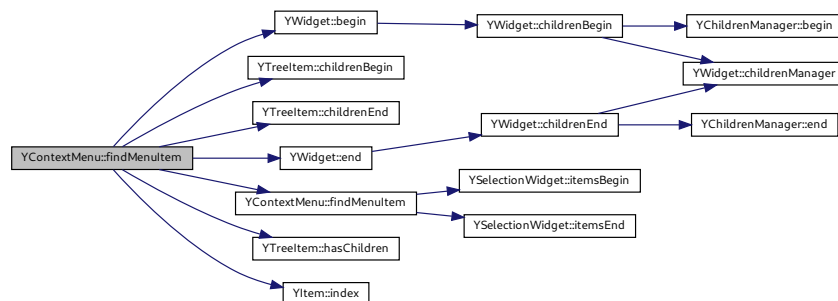 YContextMenu::findMenuItem
YWidget::begin
YTreeItem::childrenBegin
YTreeItem::childrenEnd
YWidget::end
YContextMenu::findMenuItem
YTreeItem::hasChildren
YItem::index
YWidget::childrenBegin
YWidget::childrenEnd
YSelectionWidget::itemsBegin
YSelectionWidget::itemsEnd
YChildrenManager::begin
YWidget::childrenManager
YChildrenManager::end